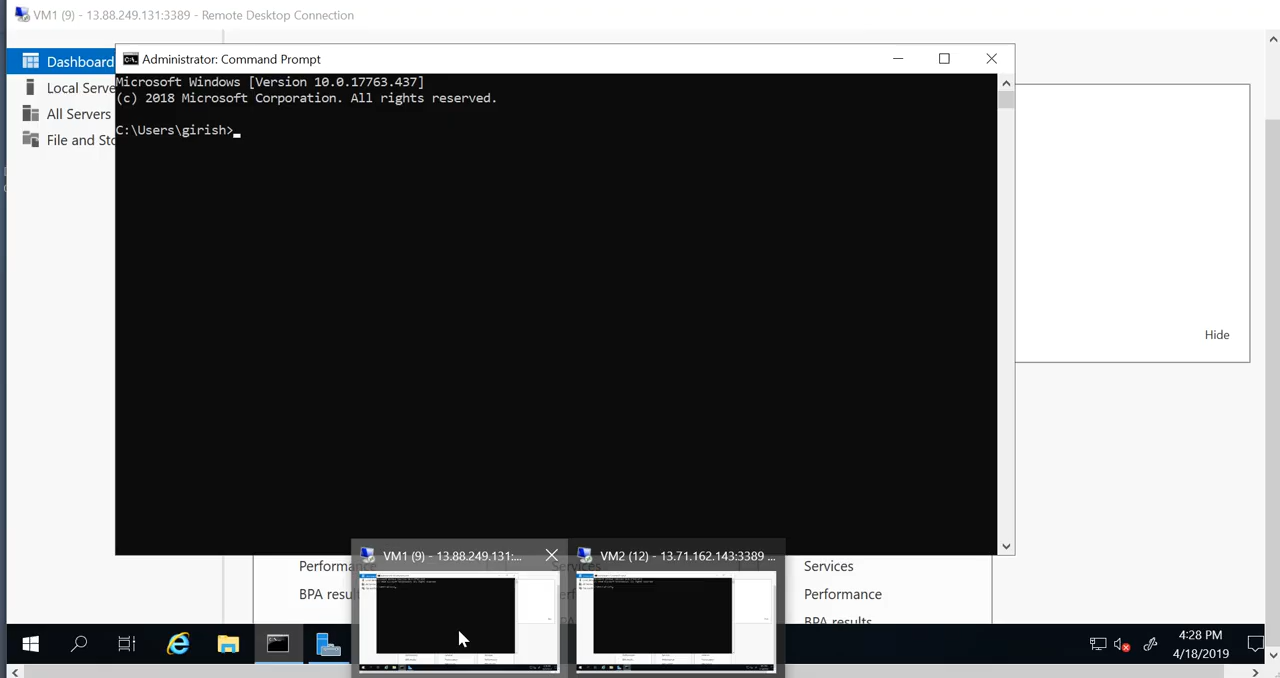 VM1 (9) - 13.88.249.131:3389 - Remote Desktop Connection
Dashboard
Administrator: Command Prompt
Local Serve
All Servers
File and Sto
Microsoft Windows [Version 10.0.17763.437]
(c) 2018 Microsoft Corporation. All rights reserved.
C:\Users\girish>
Hide
VM1 (9) - 13.88.249.131:...
VM2 (12) - 13.71.162.143:3389 ...
Performance
Services
Services
BPA resul
Performance
BPA results
4:28 PM
4/18/2019